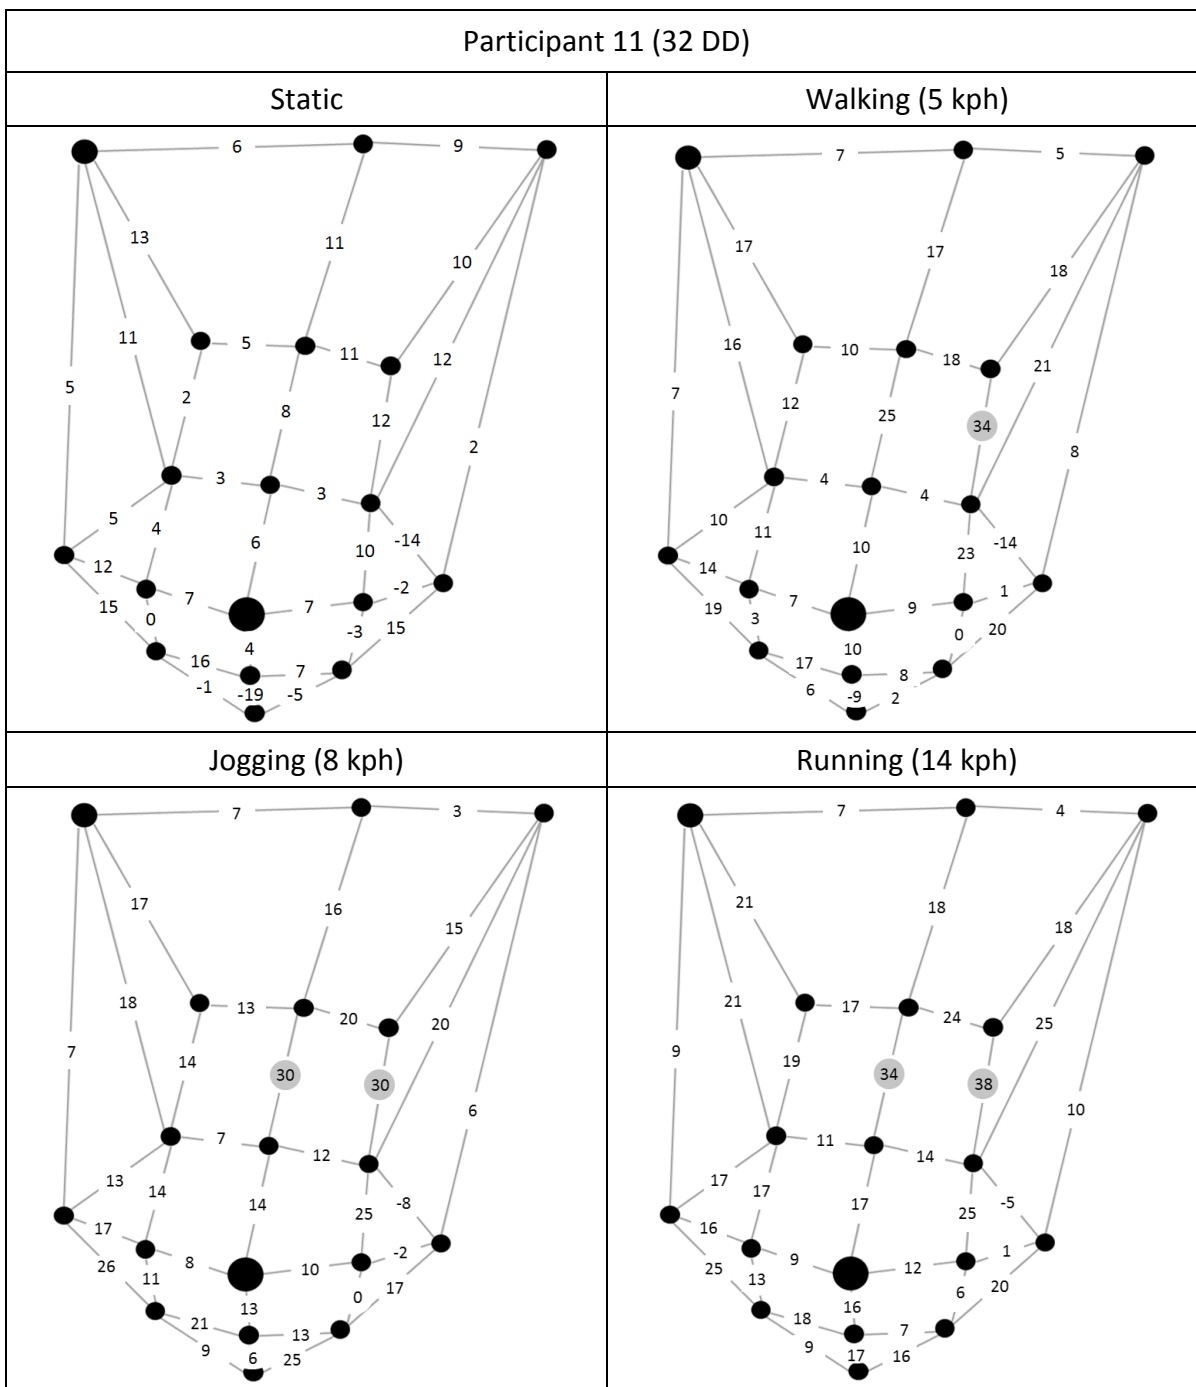 Participant 11 (32 DD)
Static
Walking (5 kph)
6 9
13 11 10
11 5 11 12
5 2 8 12 2
3 3
5 4 6 10 -14
12 7 7 -2
15 0 4 -3 15
16 7
-1 -19 -5
7 5
17 17 18
16 10 18 21
7 12 25 34 8
4 4
10 11 10 23 -14
14 7 9 1
19 3 10 0 20
17 8
6 -9 2
Jogging (8 kph)
Running (14 kph)
7 3
17 16 15
18 13 20 20
7 14 30 30 6
7 12
13 14 14 25 -8
17 8 10 -2
26 11 13 0 17
21 13
9 6 25
7 4
21 18 18
21 17 24 25
9 19 34 38 10
11 14
17 17 17 25 -5
16 9 12 1
25 13 16 6 20
18 7
9 17 16